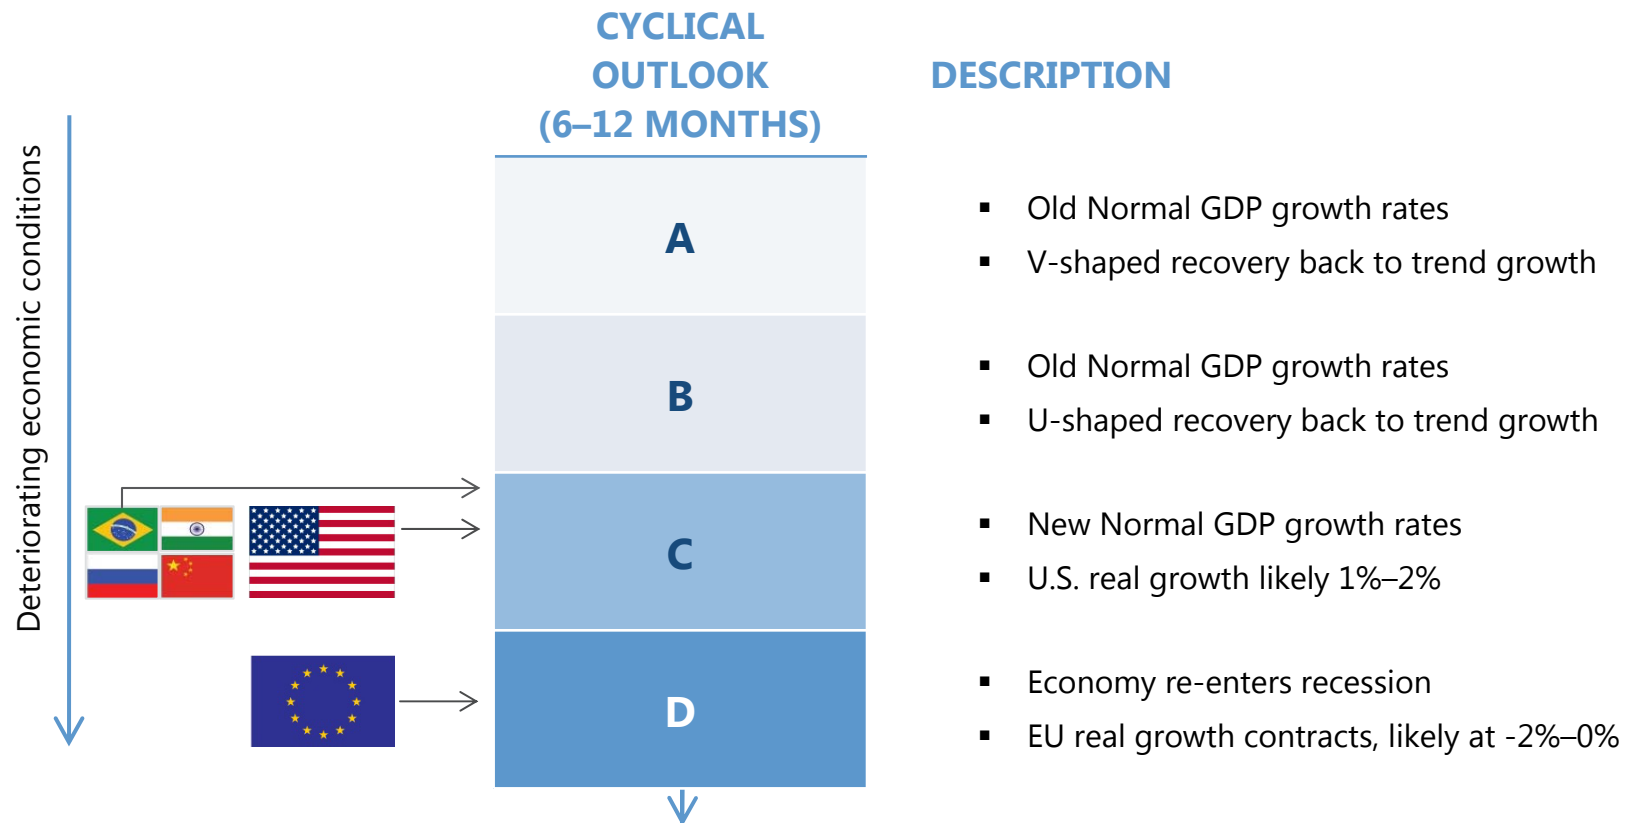 CYCLICAL
OUTLOOK
(6–12 MONTHS)
DESCRIPTION
Deteriorating economic conditions
A
▪ Old Normal GDP growth rates
▪ V-shaped recovery back to trend growth
B
▪ Old Normal GDP growth rates
▪ U-shaped recovery back to trend growth
C
▪ New Normal GDP growth rates
▪ U.S. real growth likely 1%–2%
D
▪ Economy re-enters recession
▪ EU real growth contracts, likely at -2%–0%